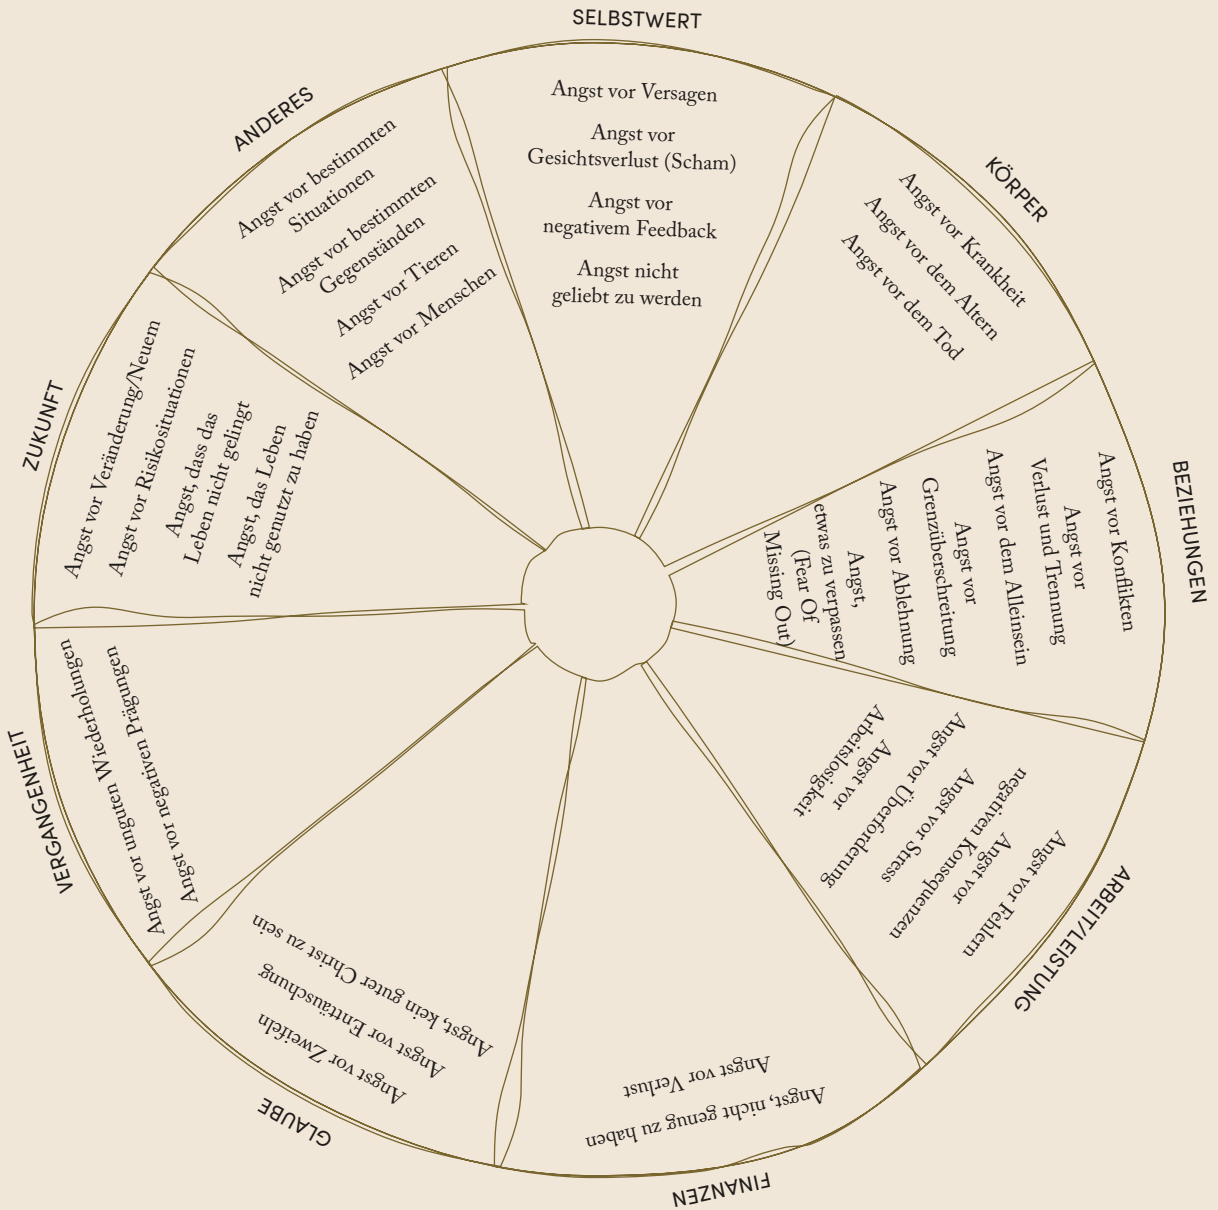 SELBSTWERT
Angst vor Versagen
Angst vor
Gesichtsverlust (Scham)
Angst vor
negativem Feedback
Angst nicht
geliebt zu werden
KÖRPER
Angst vor Krankheit
Angst vor dem Altern
Angst vor dem Tod
BEZIEHUNGEN
Angst vor Konflikten
Angst vor
Verlust und Trennung
Angst vor dem Alleinsein
Angst vor
Grenzüberschreitung
Angst vor Ablehnung
Angst,
etwas zu verpassen
(Fear Of
Missing Out)
ARBEIT/LEISTUNG
Angst vor Fehlern
Angst vor
negativen Konsequenzen
Angst vor Stress
Angst vor Überforderung
Angst vor
Arbeitslosigkeit
FINANZEN
Angst, nicht genug zu haben
Angst vor Verlust
GLAUBE
Angst vor Zweifeln
Angst vor Enttäuschung
Angst, kein guter Christ zu sein
VERGANGENHEIT
Angst vor unguten Wiederholungen
Angst vor negativen Prägungen
ZUKUNFT
Angst vor Veränderung/Neuem
Angst vor Risikosituationen
Angst, dass das
Leben nicht gelingt
Angst, das Leben
nicht genutzt zu haben
ANDERES
Angst vor bestimmten
Situationen
Angst vor bestimmten
Gegenständen
Angst vor Tieren
Angst vor Menschen